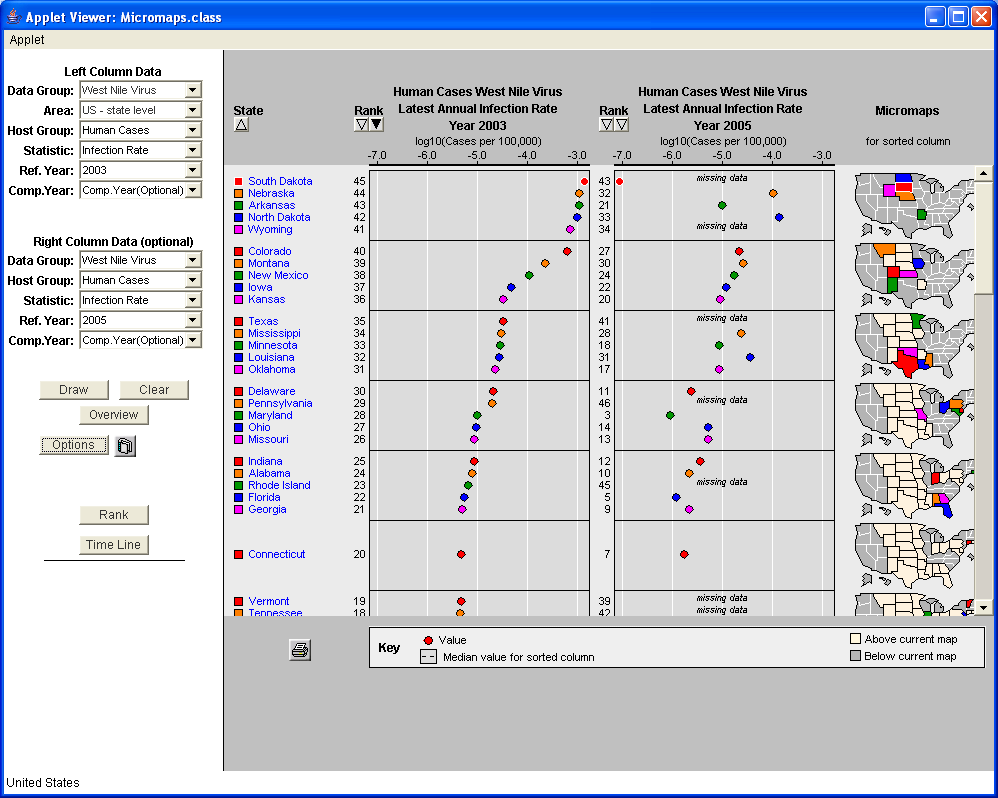 Applet Viewer: Micromaps.class
Applet
Left Column Data
Data Group: West Nile Virus
Area: US - state level
Host Group: Human Cases
Statistic: Infection Rate
Ref. Year: 2003
Comp.Year: Comp.Year(Optional)
Right Column Data (optional)
Data Group: West Nile Virus
Host Group: Human Cases
Statistic: Infection Rate
Ref. Year: 2005
Comp.Year: Comp.Year(Optional)
Draw Clear
Overview
Options
Rank
Time Line
Human Cases West Nile Virus Human Cases West Nile Virus
State Rank Latest Annual Infection Rate Rank Latest Annual Infection Rate Micromaps
Year 2003 Year 2005
log10(Cases per 100,000) log10(Cases per 100,000) for sorted column
-7.0 -6.0 -5.0 -4.0 -3.0 -7.0 -6.0 -5.0 -4.0 -3.0
South Dakota 45 43 missing data
Nebraska 44 32
Arkansas 43 21
North Dakota 42 33
Wyoming 41 34 missing data
Colorado 40 27
Montana 39 30
New Mexico 38 24
Iowa 37 22
Kansas 36 20
Texas 35 41 missing data
Mississippi 34 28
Minnesota 33 18
Louisiana 32 31
Oklahoma 31 17
Delaware 30 11
Pennsylvania 29 46 missing data
Maryland 28 3
Ohio 27 14
Missouri 26 13
Indiana 25 12
Alabama 24 10
Rhode Island 23 45 missing data
Florida 22 5
Georgia 21 9
Connecticut 20 7
Vermont 19 39 missing data
Tennessee 18 42 missing data
Key
Value
Median value for sorted column
Above current map
Below current map
United States